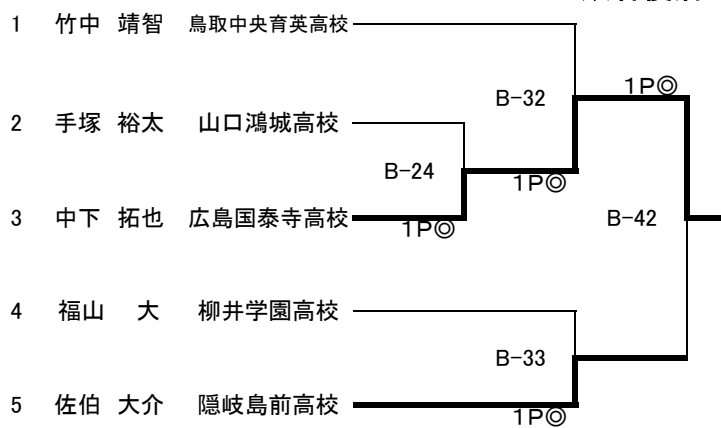 1 竹中 靖智 鳥取中央育英高校
1P◎
B-32
2 手塚 裕太 山口鴻城高校
B-24
1P◎
3 中下 拓也 広島国泰寺高校
B-42
1P◎
4 福山 大 柳井学園高校
B-33
5 佐伯 大介 隠岐島前高校
1P◎